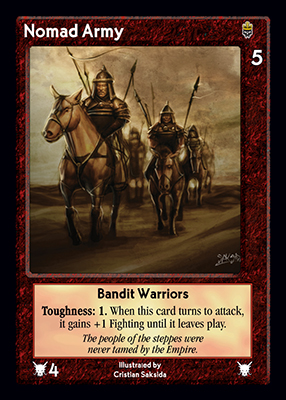 Nomad Army
5
Bandit Warriors
Toughness: 1. When this card turns to attack,
it gains +1 Fighting until it leaves play.
The people of the steppes were
never tamed by the Empire.
4
Illustrated by
Cristian Saksida